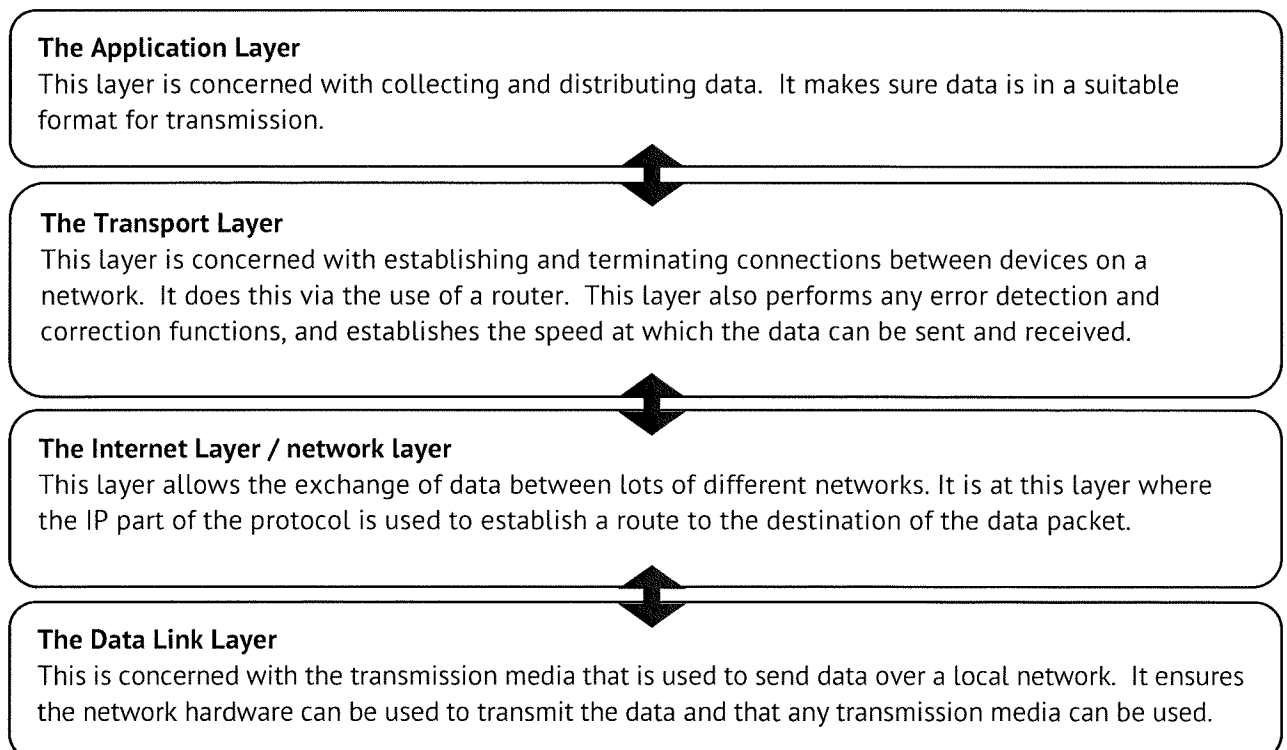 The Application Layer
This layer is concerned with collecting and distributing data.  It makes sure data is in a suitable
format for transmission.
The Transport Layer
This layer is concerned with establishing and terminating connections between devices on a
network.  It does this via the use of a router.  This layer also performs any error detection and
correction functions, and establishes the speed at which the data can be sent and received.
The Internet Layer / network layer
This layer allows the exchange of data between lots of different networks. It is at this layer where
the IP part of the protocol is used to establish a route to the destination of the data packet.
The Data Link Layer
This is concerned with the transmission media that is used to send data over a local network.  It ensures
the network hardware can be used to transmit the data and that any transmission media can be used.